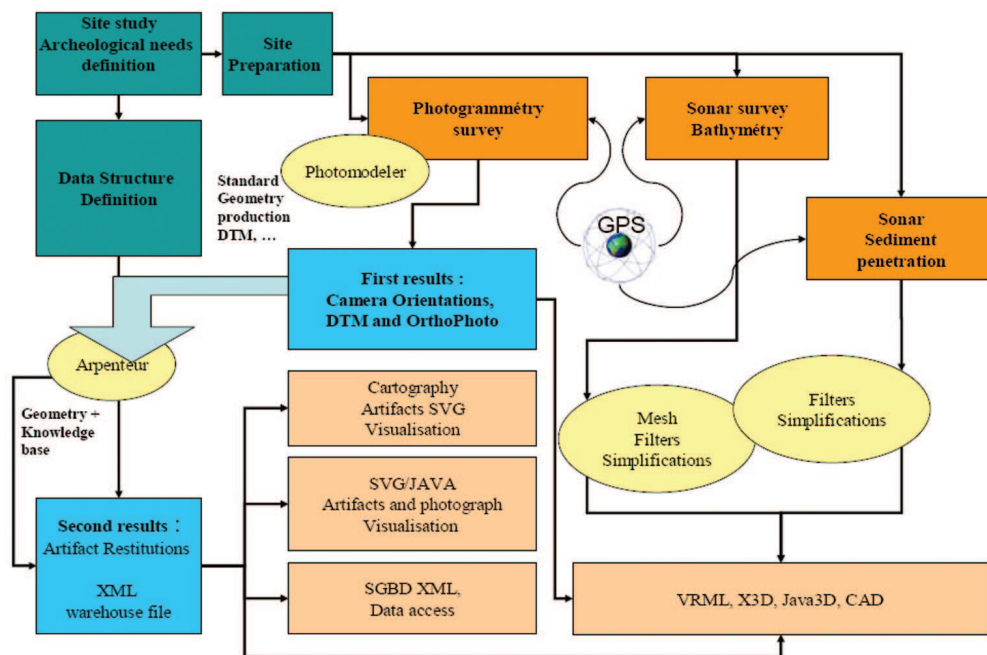 Site study
Archeological needs
definition
Site
Preparation
Photogrammétry
survey
Sonar survey
Bathymétry
Photomodeler
Data Structure
Definition
Standard
Geometry
production
DTM, ...
GPS
Sonar
Sediment
penetration
First results :
Camera Orientations,
DTM and OrthoPhoto
Arpenteur
Geometry +
Knowledge
base
Cartography
Artifacts SVG
Visualisation
Mesh
Filters
Simplifications
Filters
Simplifications
SVG/JAVA
Artifacts and photograph
Visualisation
Second results :
Artifact Restitutions
XML
warehouse file
SGBD XML,
Data access
VRML, X3D, Java3D, CAD